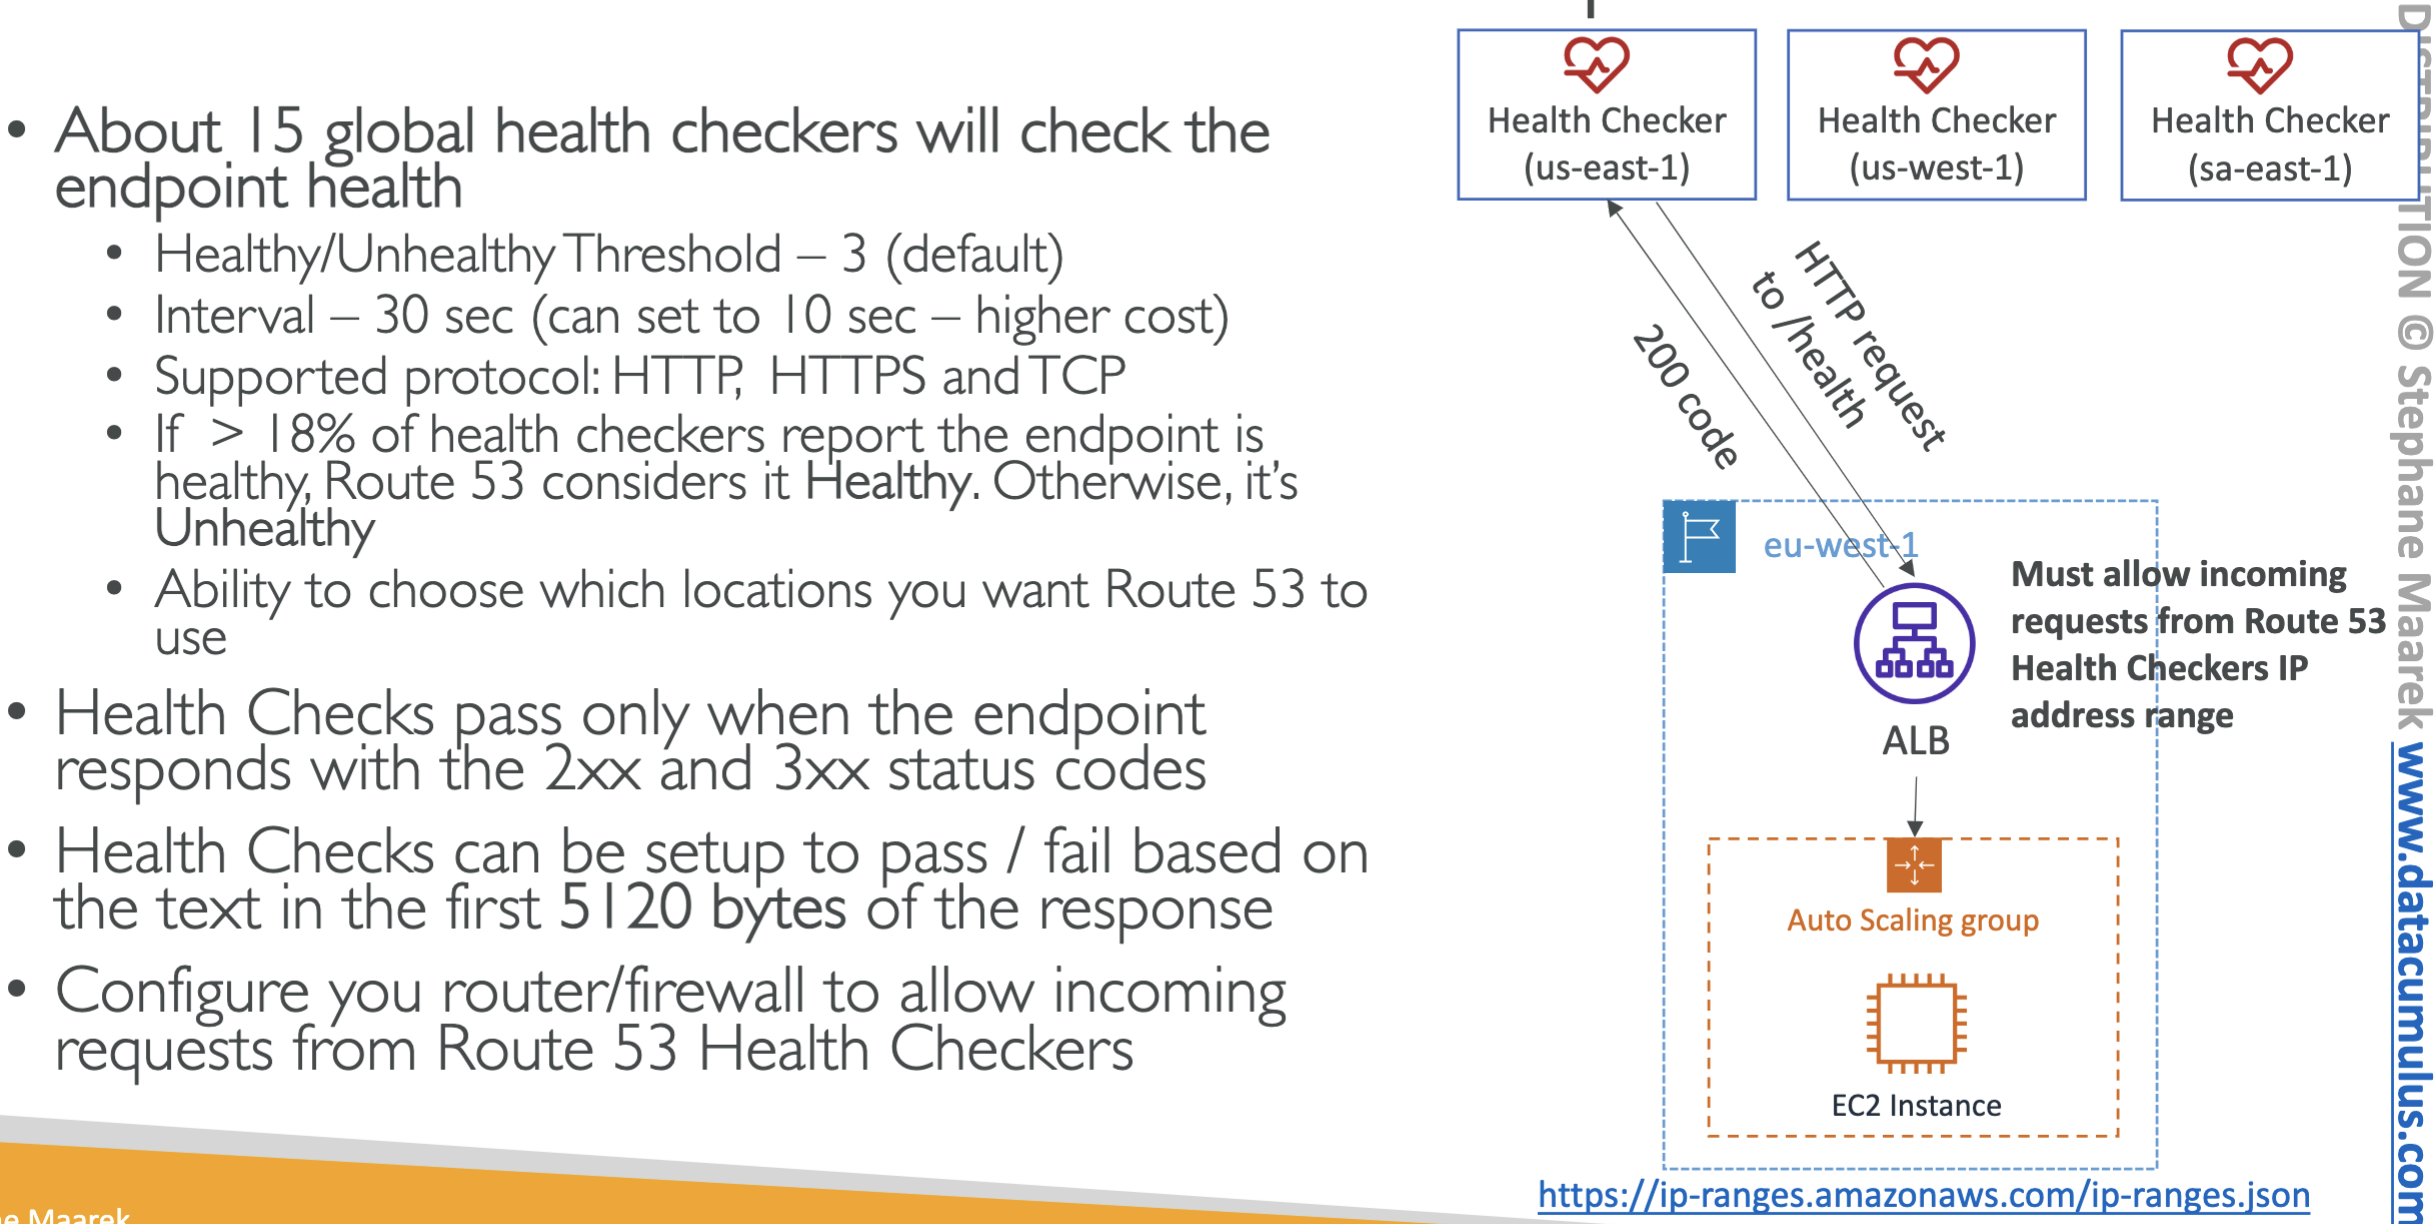 • About 15 global health checkers will check the
endpoint health
• Healthy/Unhealthy Threshold – 3 (default)
• Interval – 30 sec (can set to 10 sec – higher cost)
• Supported protocol: HTTP, HTTPS and TCP
• If > 18% of health checkers report the endpoint is
healthy, Route 53 considers it Healthy. Otherwise, it’s
Unhealthy
• Ability to choose which locations you want Route 53 to
use
• Health Checks pass only when the endpoint
responds with the 2xx and 3xx status codes
• Health Checks can be setup to pass / fail based on
the text in the first 5120 bytes of the response
• Configure you router/firewall to allow incoming
requests from Route 53 Health Checkers
Health Checker
(us-east-1)
Health Checker
(us-west-1)
Health Checker
(sa-east-1)
HTTP request
to /health
200 code
eu-west-1
Must allow incoming
requests from Route 53
Health Checkers IP
address range
ALB
Auto Scaling group
EC2 Instance
https://ip-ranges.amazonaws.com/ip-ranges.json
© Stephane Maarek www.datacumulus.com
Maarek